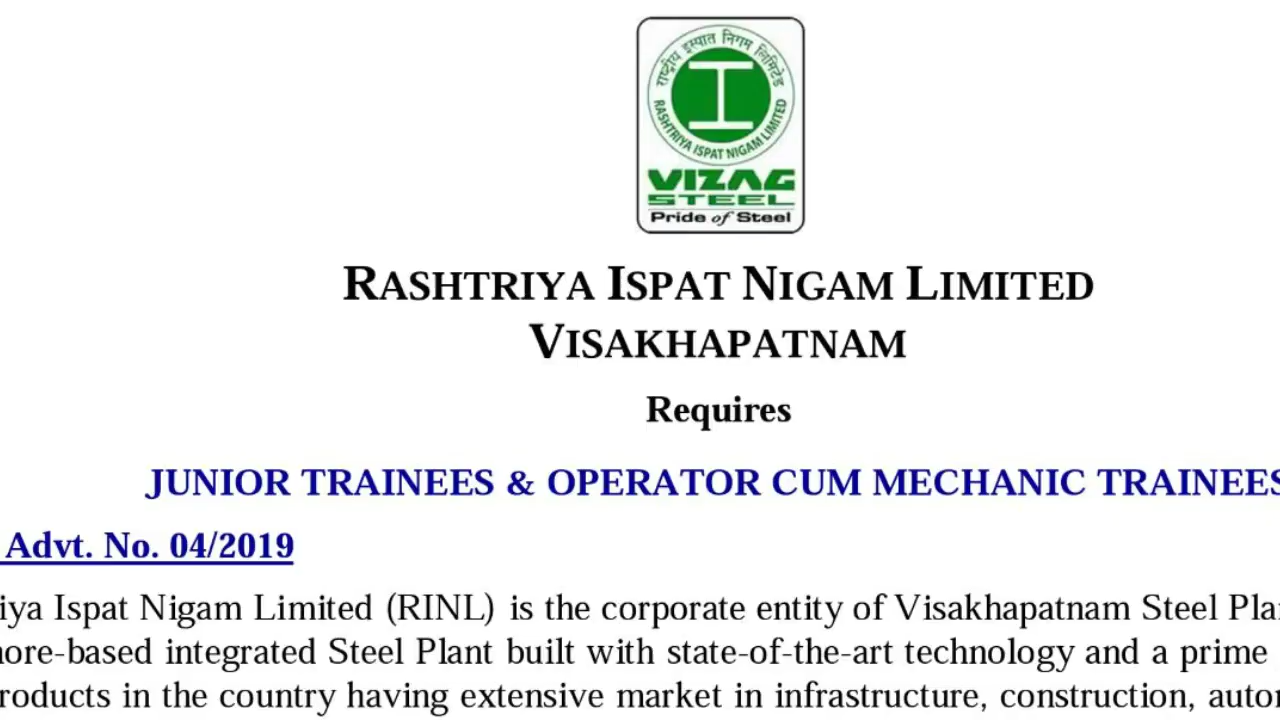 राष्ट्रीय इस्पात निगम लिमिटेड
RASHTRIYA ISPAT NIGAM LIMITED
VIZAG
STEEL
Pride of Steel
RASHTRIYA ISPAT NIGAM LIMITED
VISAKHAPATNAM
Requires
JUNIOR TRAINEES & OPERATOR CUM MECHANIC TRAINEES
Advt. No. 04/2019
iya Ispat Nigam Limited (RINL) is the corporate entity of Visakhapatnam Steel Plan
ore-based integrated Steel Plant built with state-of-the-art technology and a prime
roducts in the country having extensive market in infrastructure, construction, autom